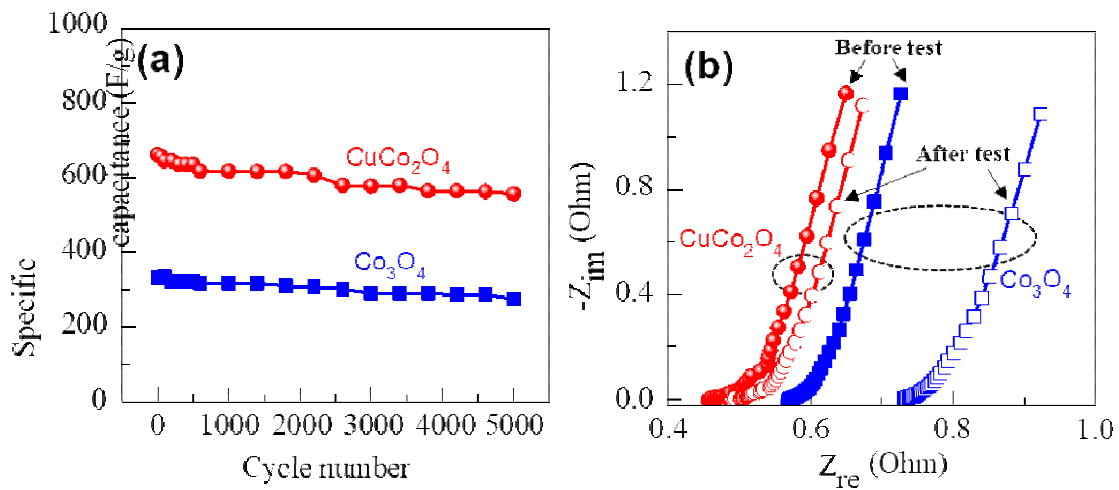 (a)
1000
800
600
400
200
0
Specific
capacitance (F/g)
CuCo2O4
Co3O4
0 1000 2000 3000 4000 5000
Cycle number
(b)
Before test
After test
1.2
0.8
0.4
0.0
-Zim (Ohm)
CuCo2O4
Co3O4
0.4 0.6 0.8 1.0
Zre (Ohm)